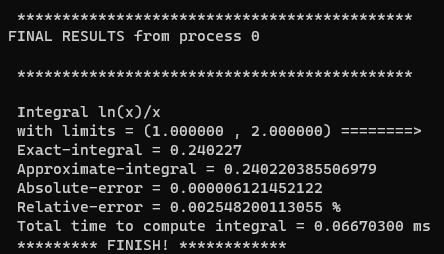 ********************************************
FINAL RESULTS from process 0
********************************************
Integral ln(x)/x
with limits = (1.000000 , 2.000000) ========>
Exact-integral = 0.240227
Approximate-integral = 0.240220385506979
Absolute-error = 0.000006121452122
Relative-error = 0.002548200113055 %
Total time to compute integral = 0.06670300 ms
********* FINISH! ************